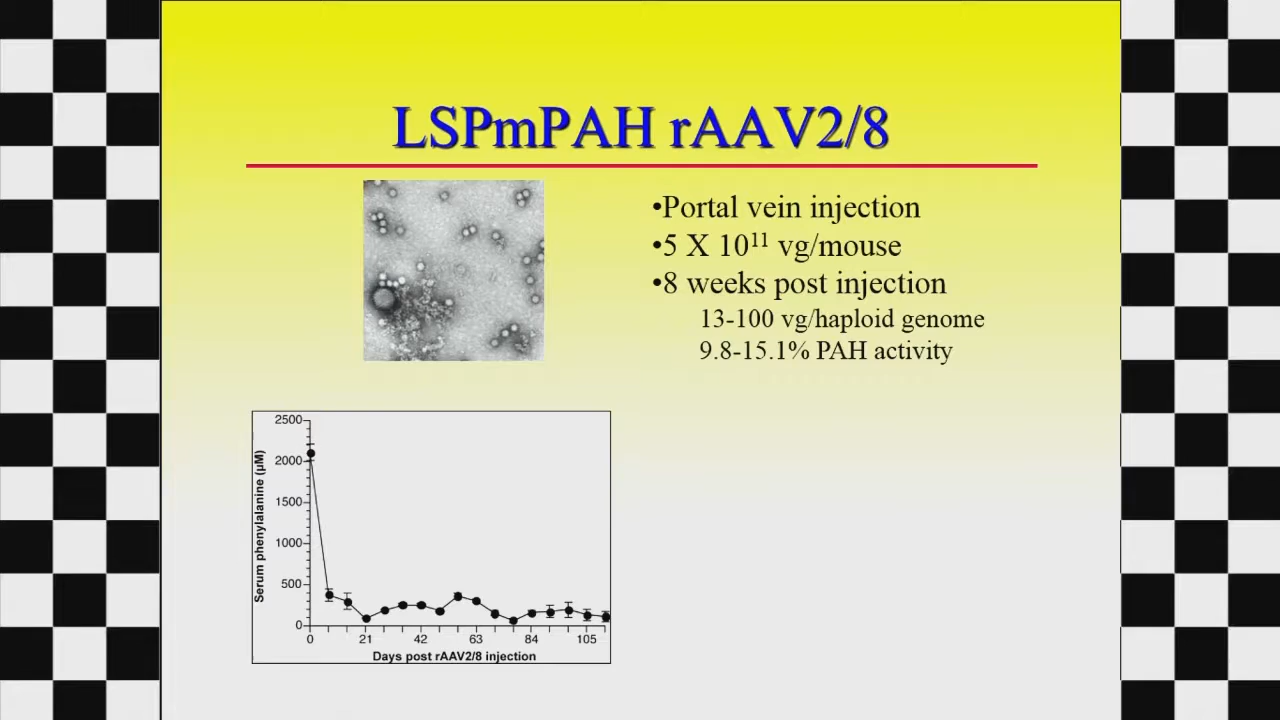 LSPmPAH rAAV2/8
•Portal vein injection
•5 X 10¹¹ vg/mouse
•8 weeks post injection
13-100 vg/haploid genome
9.8-15.1% PAH activity
2500
2000
1500
1000
500
0
Serum phenylalanine (µM)
0 21 42 63 84 105
Days post rAAV2/8 injection